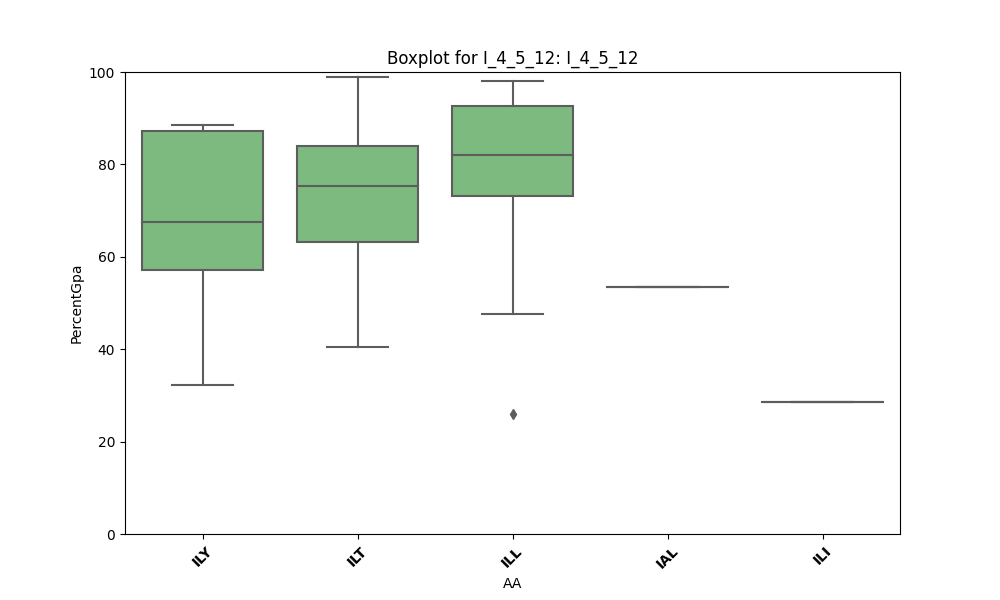 Boxplot for I_4_5_12: I_4_5_12
100
80
60
40
20
0
PercentGpa
ILY
ILT
ILL
IAL
ILI
AA